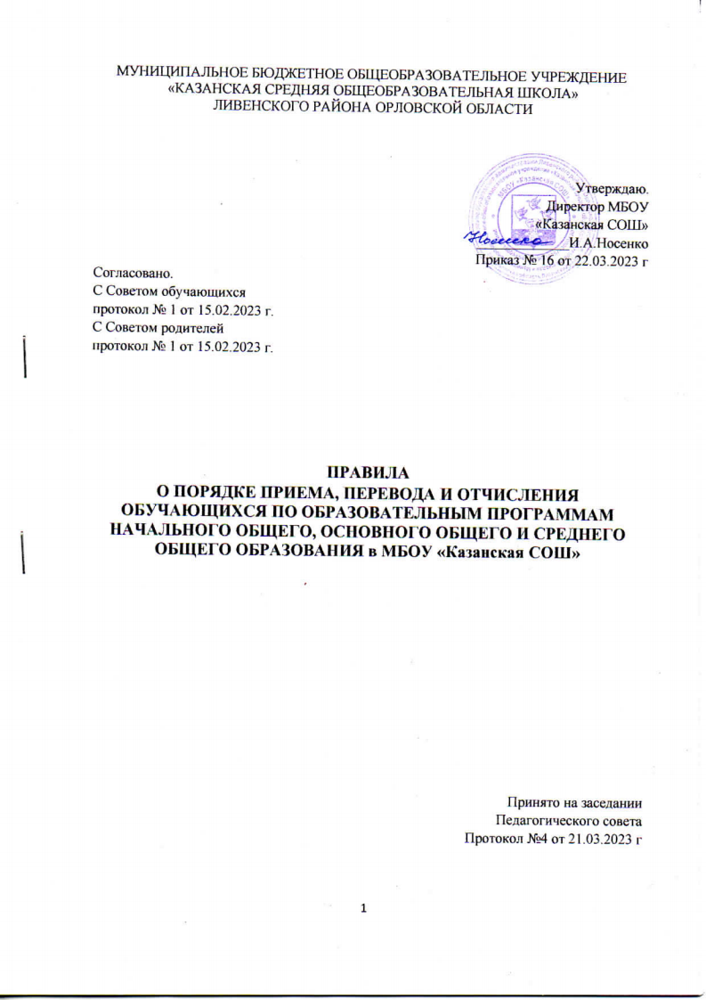 МУНИЦИПАЛЬНОЕ БЮДЖЕТНОЕ ОБЩЕОБРАЗОВАТЕЛЬНОЕ УЧРЕЖДЕНИЕ
«КАЗАНСКАЯ СРЕДНЯЯ ОБЩЕОБРАЗОВАТЕЛЬНАЯ ШКОЛА»
ЛИВЕНСКОГО РАЙОНА ОРЛОВСКОЙ ОБЛАСТИ
Утверждаю.
Директор МБОУ
«Казанская СОШ»
Носенко И.А.Носенко
Приказ № 16 от 22.03.2023 г
МБОУ «Казанская СОШ»
Согласовано.
С Советом обучающихся
протокол № 1 от 15.02.2023 г.
С Советом родителей
протокол № 1 от 15.02.2023 г.
ПРАВИЛА
О ПОРЯДКЕ ПРИЕМА, ПЕРЕВОДА И ОТЧИСЛЕНИЯ
ОБУЧАЮЩИХСЯ ПО ОБРАЗОВАТЕЛЬНЫМ ПРОГРАММАМ
НАЧАЛЬНОГО ОБЩЕГО, ОСНОВНОГО ОБЩЕГО И СРЕДНЕГО
ОБЩЕГО ОБРАЗОВАНИЯ в МБОУ «Казанская СОШ»
Принято на заседании
Педагогического совета
Протокол №4 от 21.03.2023 г
1